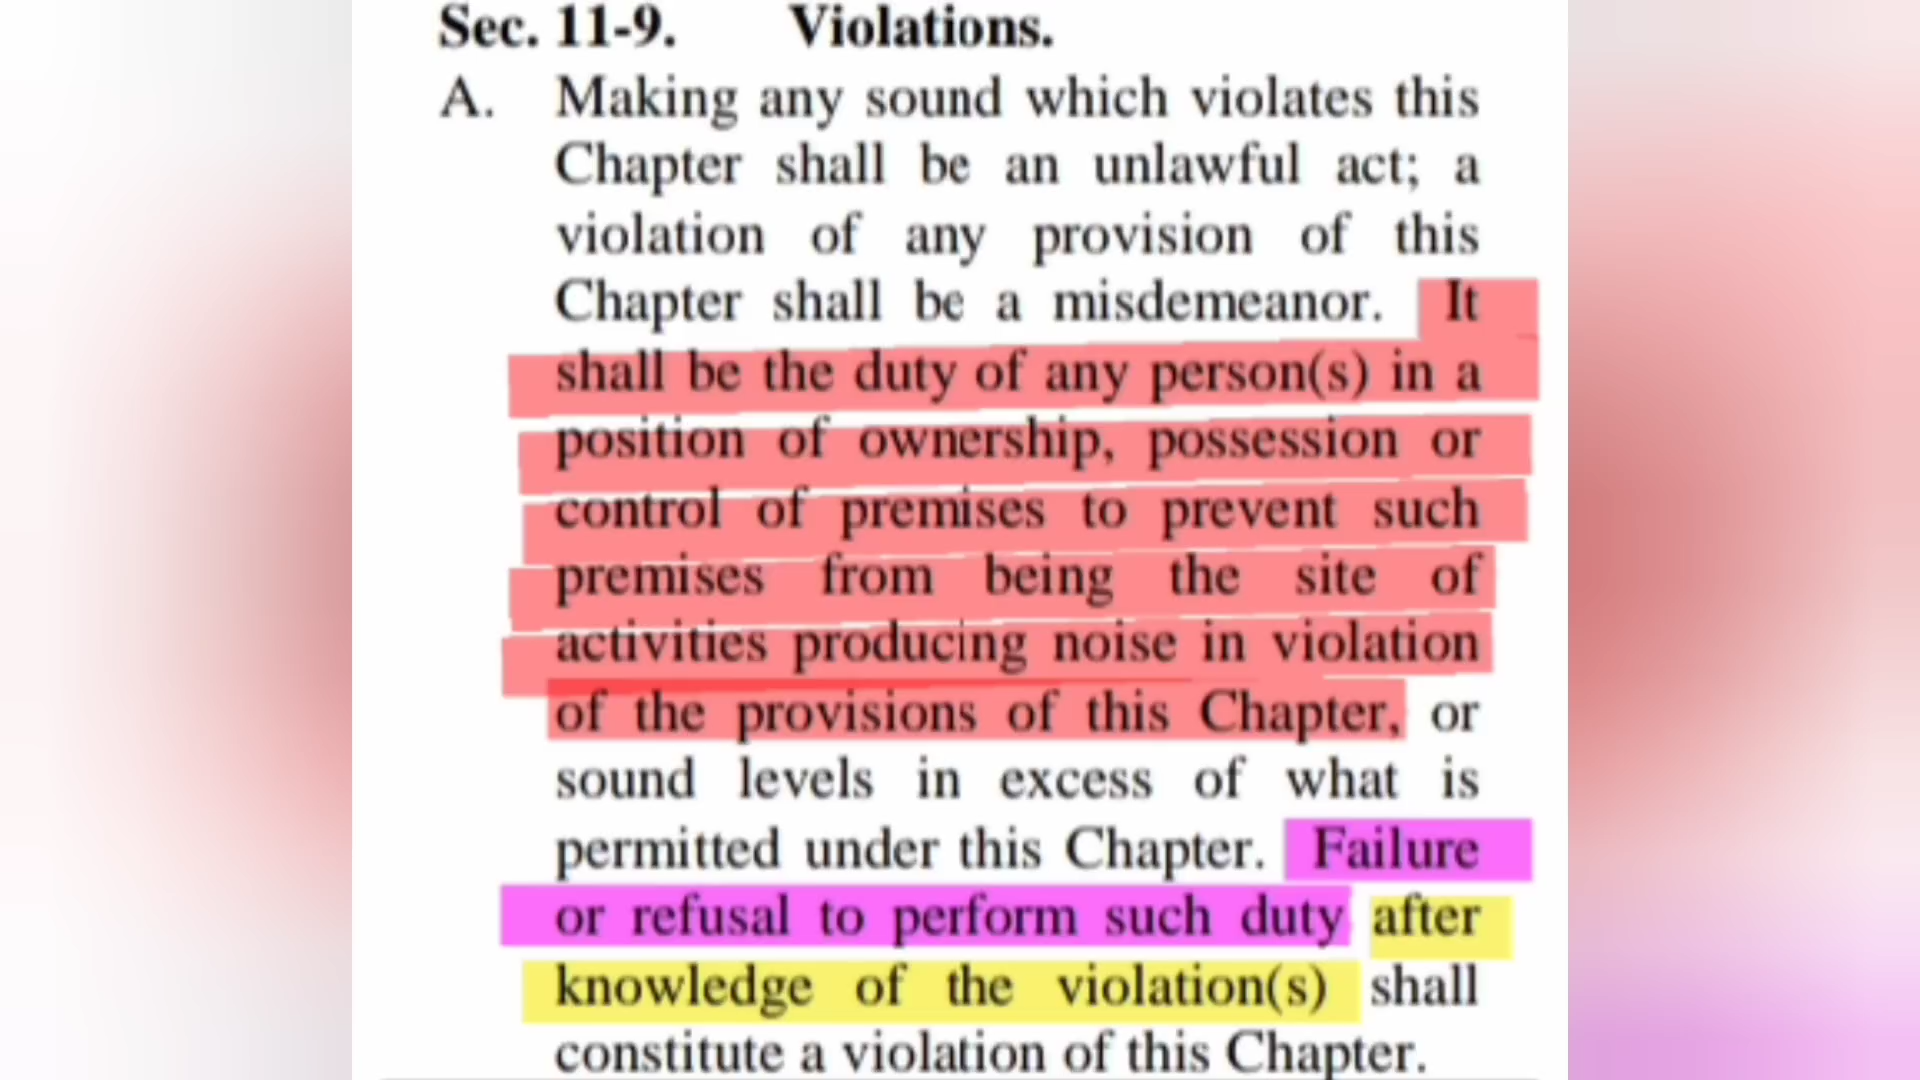 Sec. 11-9. Violations.
A. Making any sound which violates this
Chapter shall be an unlawful act; a
violation of any provision of this
Chapter shall be a misdemeanor. It
shall be the duty of any person(s) in a
position of ownership, possession or
control of premises to prevent such
premises from being the site of
activities producing noise in violation
of the provisions of this Chapter, or
sound levels in excess of what is
permitted under this Chapter. Failure
or refusal to perform such duty after
knowledge of the violation(s) shall
constitute a violation of this Chapter.